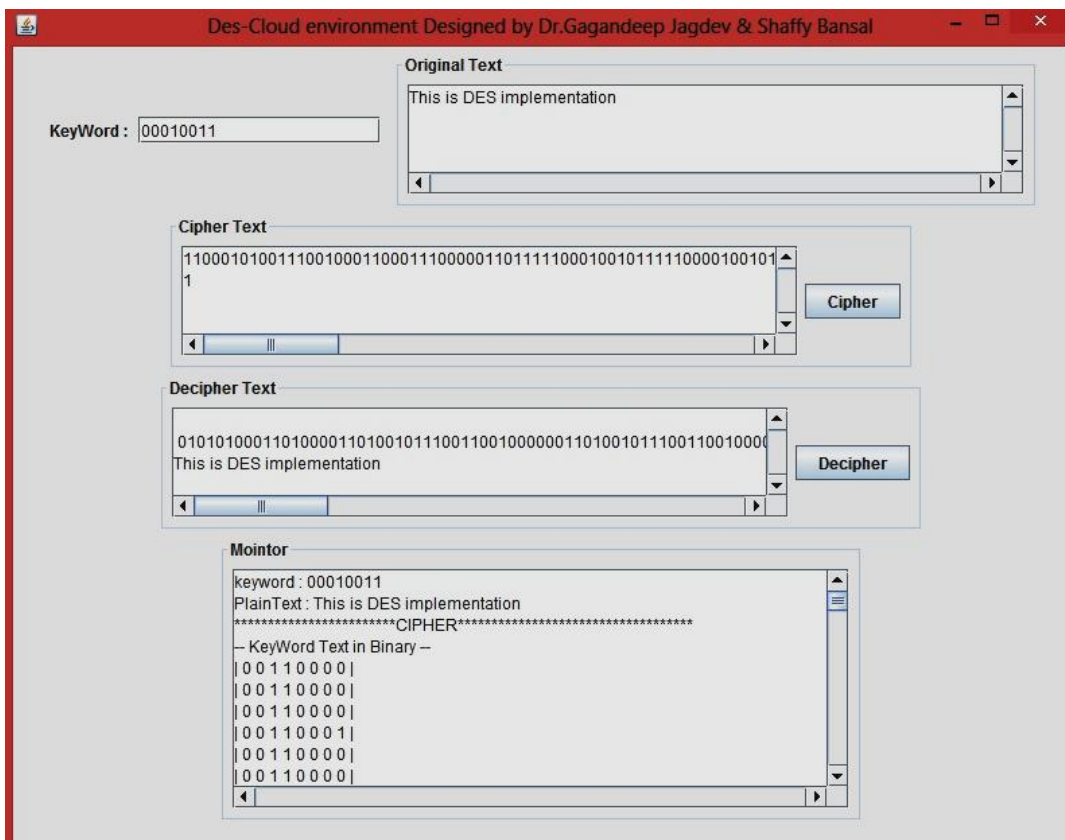 Des-Cloud environment Designed by Dr.Gagandeep Jagdev & Shaffy Bansal
Original Text
This is DES implementation
KeyWord : 00010011
Cipher Text
1100010100111001000110001110000011011111100010010111110000100101
1
Cipher
Decipher Text
010101000110100001101001011100110010000001101001011100110010000
This is DES implementation
Decipher
Mointor
keyword : 00010011
PlainText : This is DES implementation
************************CIPHER***********************************
-- KeyWord Text in Binary --
| 0 0 1 1 0 0 0 0 |
| 0 0 1 1 0 0 0 0 |
| 0 0 1 1 0 0 0 0 |
| 0 0 1 1 0 0 0 1 |
| 0 0 1 1 0 0 0 0 |
| 0 0 1 1 0 0 0 0 |